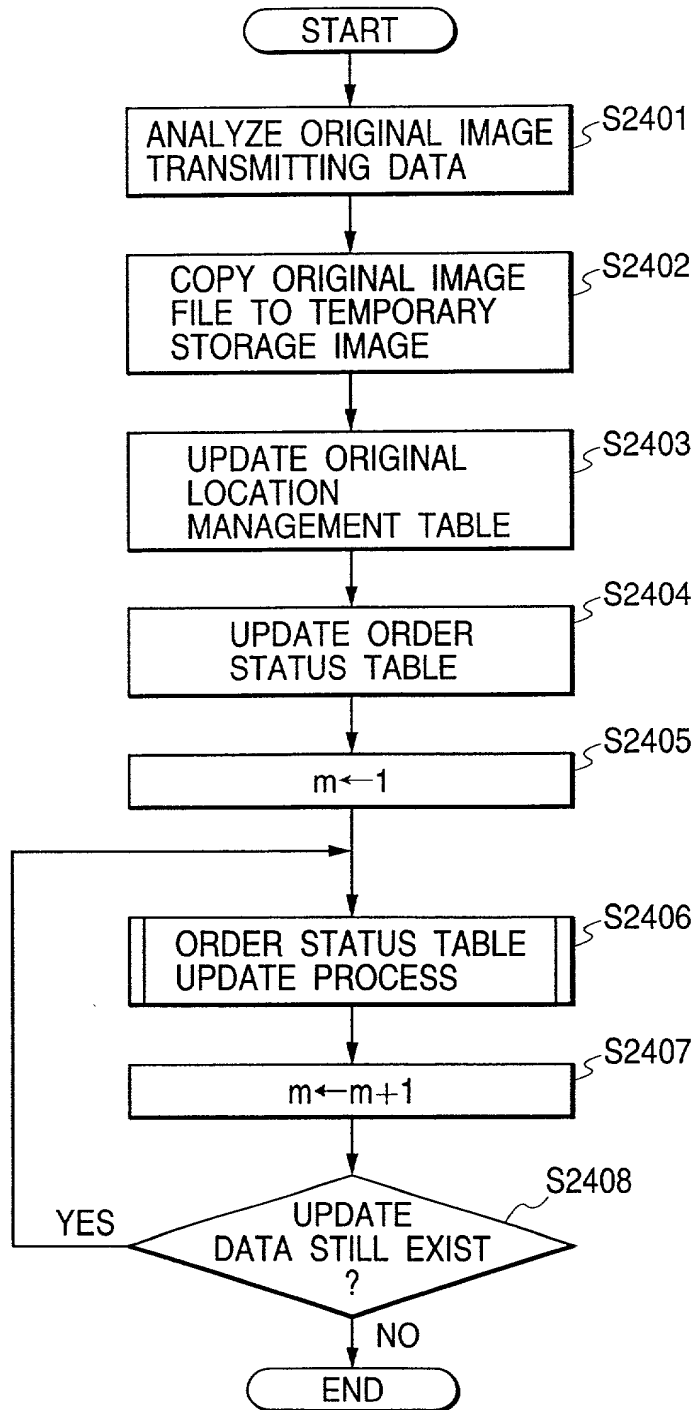 START
ANALYZE ORIGINAL IMAGE
TRANSMITTING DATA
S2401
COPY ORIGINAL IMAGE
FILE TO TEMPORARY
STORAGE IMAGE
S2402
UPDATE ORIGINAL
LOCATION
MANAGEMENT TABLE
S2403
UPDATE ORDER
STATUS TABLE
S2404
m←1
S2405
ORDER STATUS TABLE
UPDATE PROCESS
S2406
m←m+1
S2407
UPDATE
DATA STILL EXIST
?
S2408
YES
NO
END